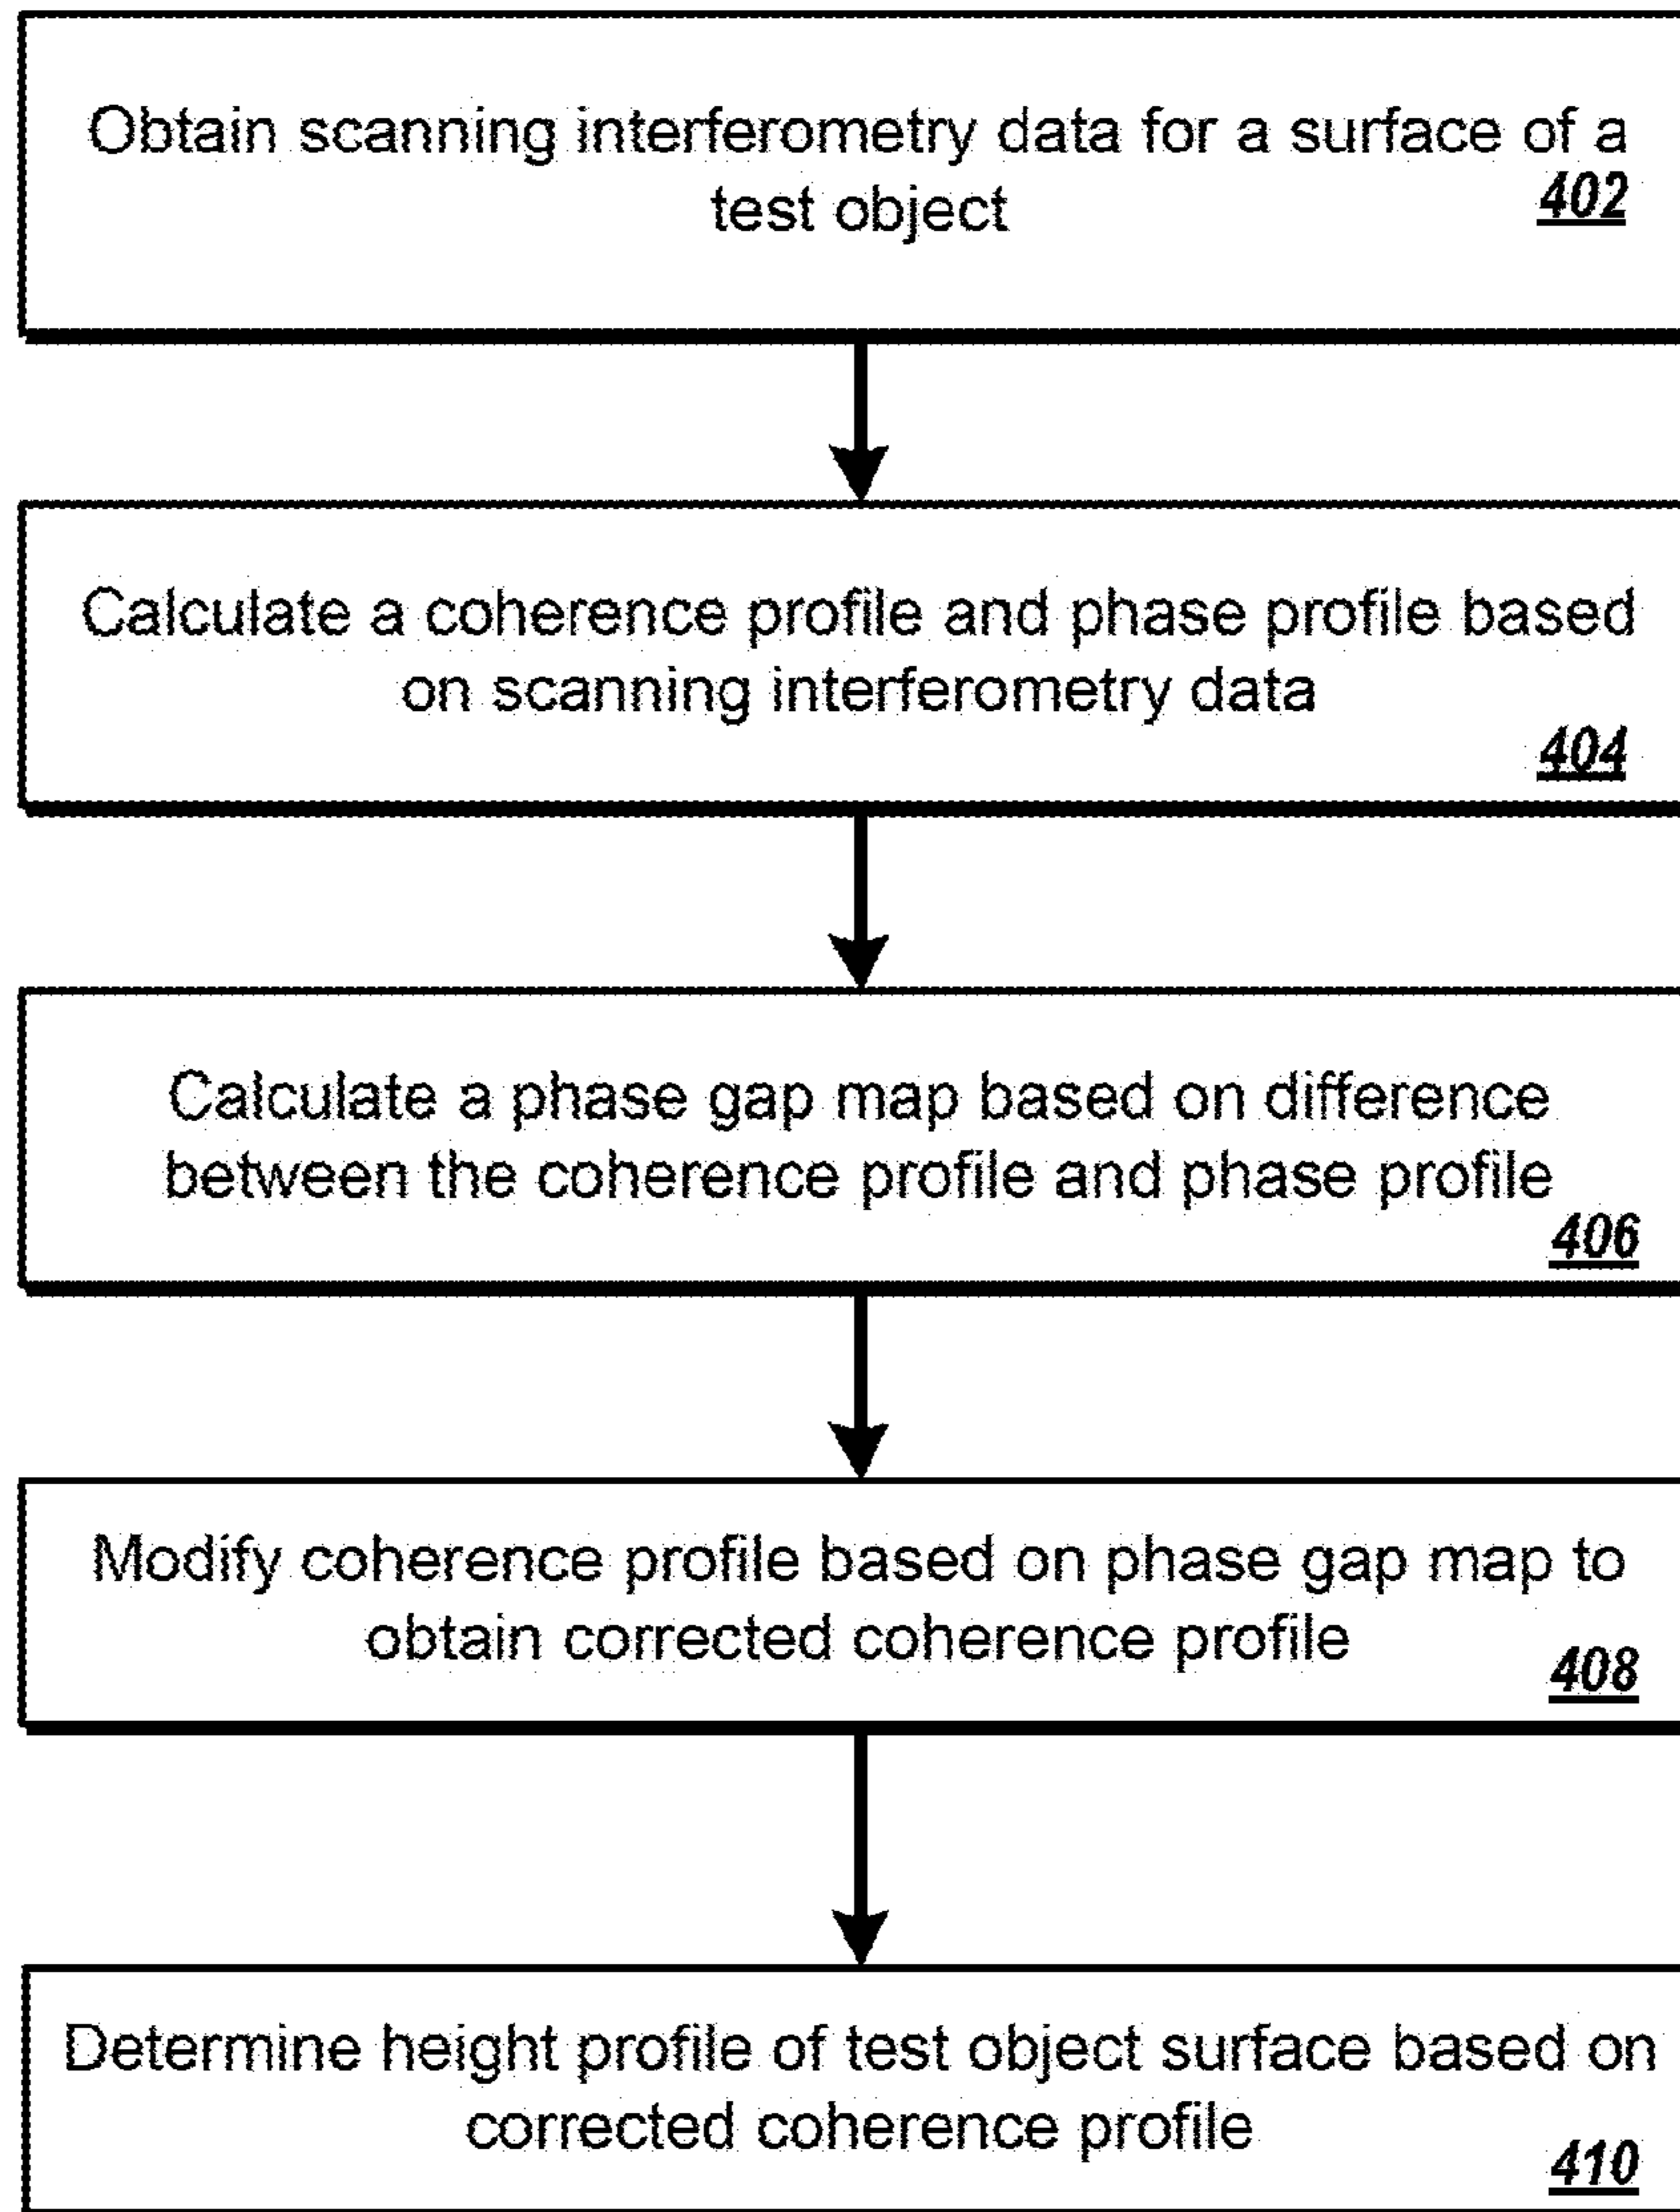 Obtain scanning interferometry data for a surface of a
test object
402
Calculate a coherence profile and phase profile based
on scanning interferometry data
404
Calculate a phase gap map based on difference
between the coherence profile and phase profile
406
Modify coherence profile based on phase gap map to
obtain corrected coherence profile
408
Determine height profile of test object surface based on
corrected coherence profile
410